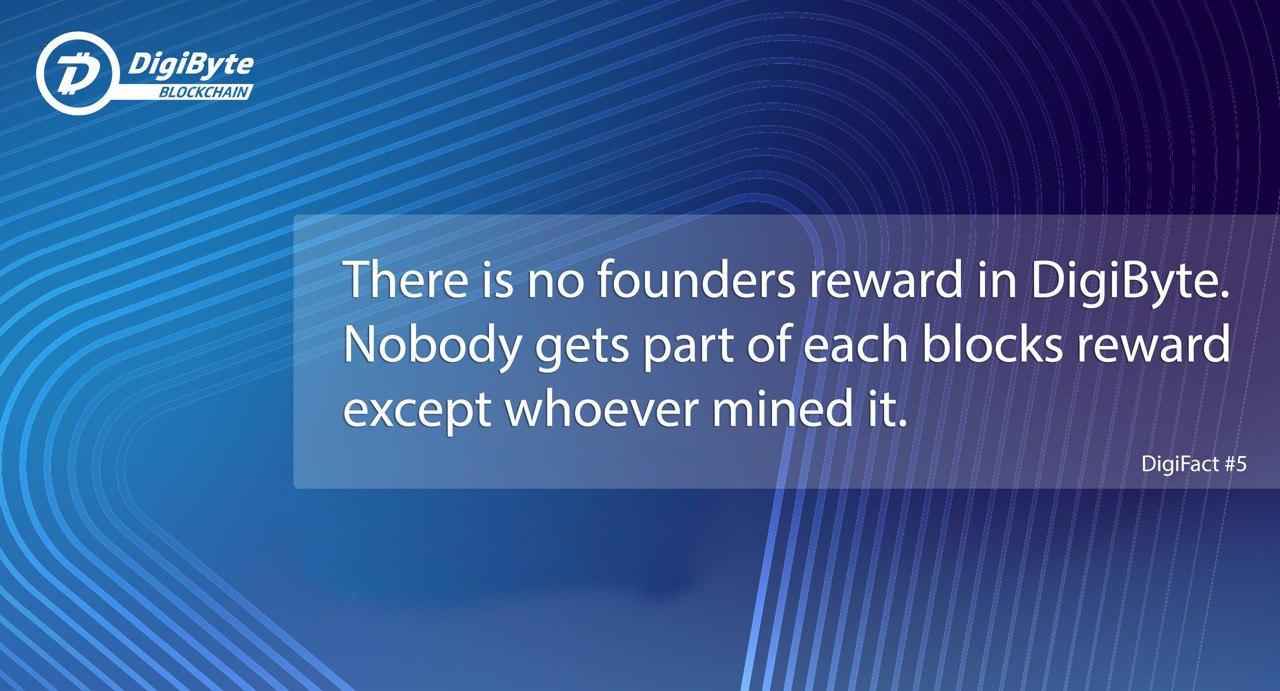 DigiByte
BLOCKCHAIN
There is no founders reward in DigiByte.
Nobody gets part of each blocks reward
except whoever mined it.
DigiFact #5